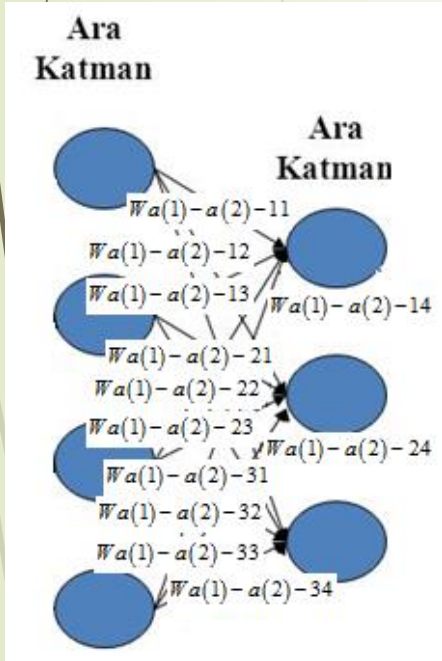 Ara
Katman
Ara
Katman
Wa(1)−a(2)−11
Wa(1)−a(2)−12
Wa(1)−a(2)−13
Wa(1)−a(2)−14
Wa(1)−a(2)−21
Wa(1)−a(2)−22
Wa(1)−a(2)−23
Wa(1)−a(2)−24
Wa(1)−a(2)−31
Wa(1)−a(2)−32
Wa(1)−a(2)−33
Wa(1)−a(2)−34